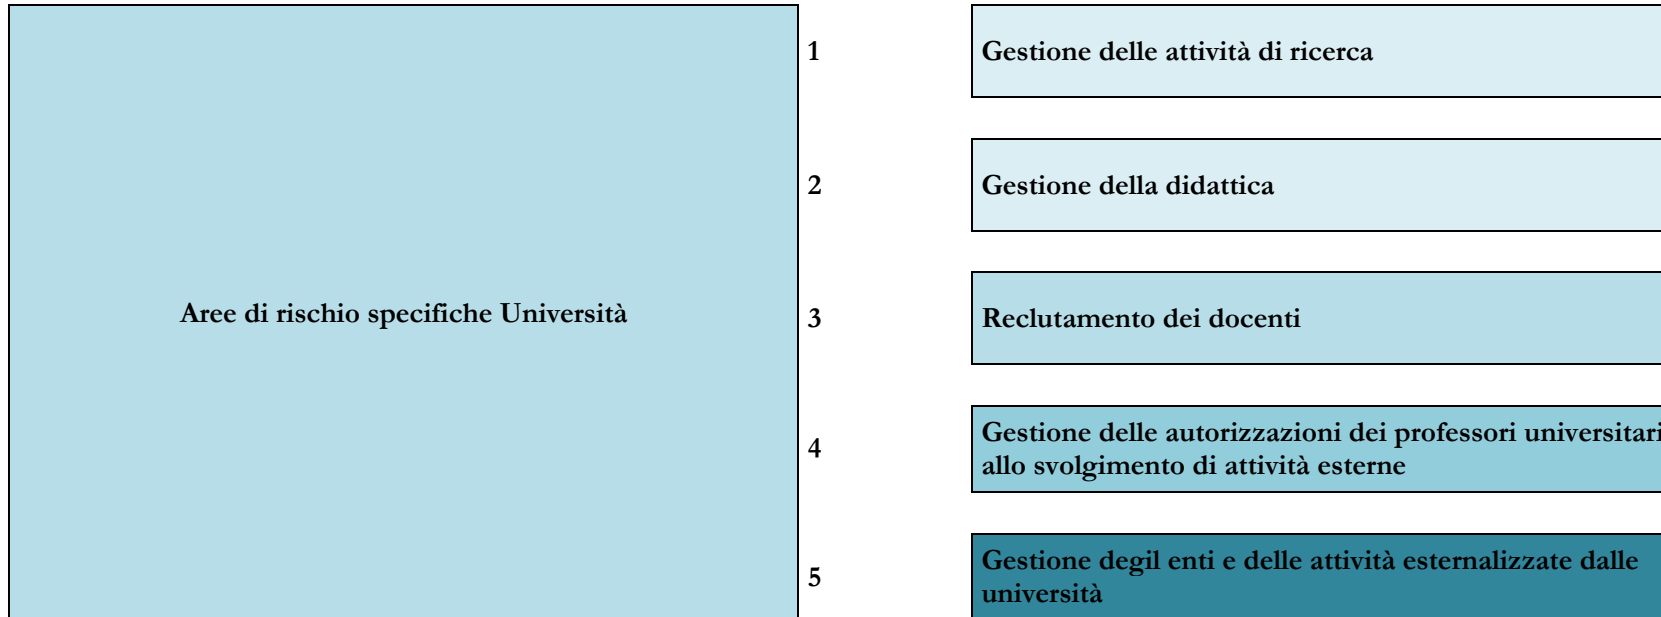 Aree di rischio specifiche Università
1
Gestione delle attività di ricerca
2
Gestione della didattica
3
Reclutamento dei docenti
4
Gestione delle autorizzazioni dei professori universitari
allo svolgimento di attività esterne
5
Gestione degil enti e delle attività esternalizzate dalle
università